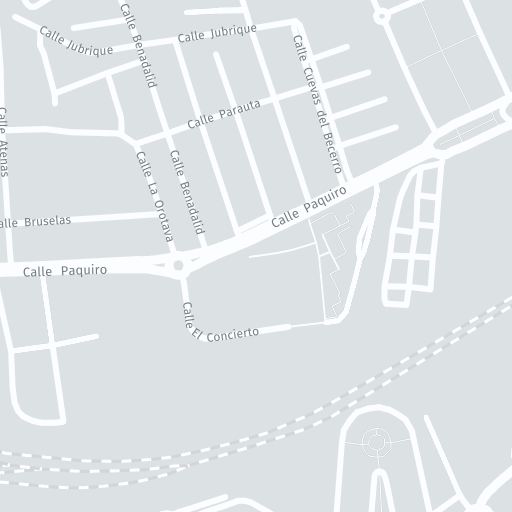 Calle Jubrique
Calle Jubrique
Calle Benadalid
Calle Cuevas del Becerro
Calle Parauta
Calle Atenas
Calle La Orotava
Calle Benadalid
alle Bruselas
Calle Paquiro
Calle Paquiro
Calle El Concierto